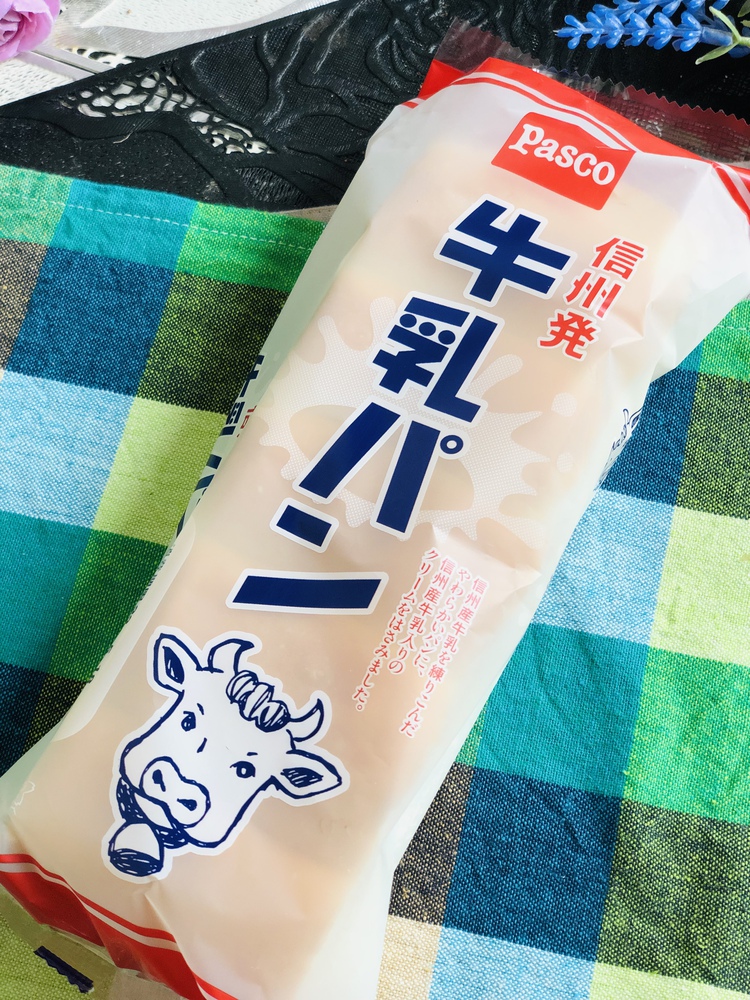 Pasco
信州発
牛乳パン
信州産牛乳を練りこんだ
やわらかいパンに、
信州産牛乳入りの
クリームをはさみました。